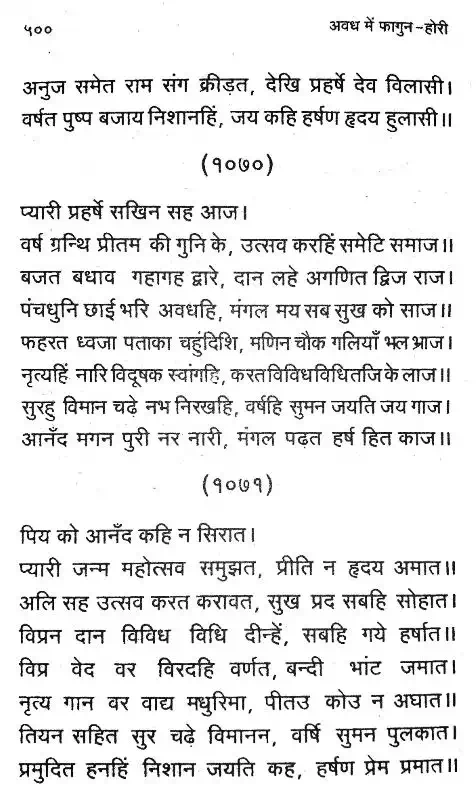 ५००
अवध में फागुन-होरी
अनुज समेत राम संग क्रीड़त, देखि प्रहर्षे देव विलासी।
वर्षत पुष्प बजाय निशानहिं, जय कहि हर्षण हृदय हुलासी॥
(१०७०)
प्यारी प्रहर्षे सखिन सह आज।
वर्ष ग्रन्थि प्रीतम की गुनि के, उत्सव करहिं समेटि समाज॥
बजत बधाव गहागह द्वारे, दान लहे अगणित द्विज राज।
पंचधुनि छाई भरि अवधहि, मंगल मय सब सुख को साज॥
फहरत ध्वजा पताका चहुंदिशि, मणिन चौक गलियाँ भल भ्राज।
नृत्यहिं नारि विदूषक स्वांगहि, करत विविध विधि तजि के लाज॥
सुरहु विमान चढ़े नभ निरखहि, वर्षहि सुमन जयति जय गाज।
आनँद मगन पुरी नर नारी, मंगल पढ़त हर्ष हित काज॥
(१०७१)
पिय को आनँद कहि न सिरात।
प्यारी जन्म महोत्सव समुझत, प्रीति न हृदय अमात॥
अलि सह उत्सव करत करावत, सुख प्रद सबहि सोहात।
विप्रन दान विविध विधि दीन्हें, सबहि गये हर्षात॥
विप्र वेद वर विरदहि वर्णत, बन्दी भांट जमात।
नृत्य गान वर वाद्य मधुरिमा, पीतउ कोउ न अघात॥
तियन सहित सुर चढ़े विमानन, वर्षि सुमन पुलकात।
प्रमुदित हनहिं निशान जयति कह, हर्षण प्रेम प्रमात॥